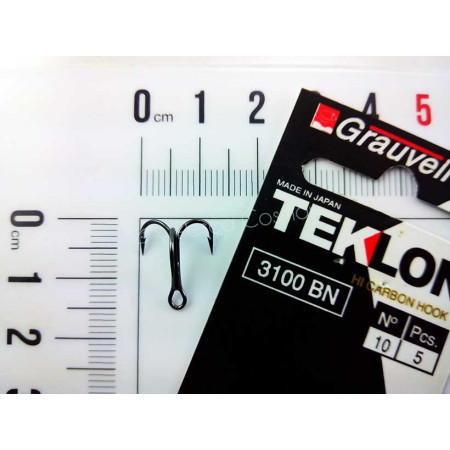 0 cm 1 2 4 5
0 cm 1 2 3
Grauvell
MADE IN JAPAN
TEKLON
HI CARBON HOOK
3100 BN
Nº Pcs.
10 5